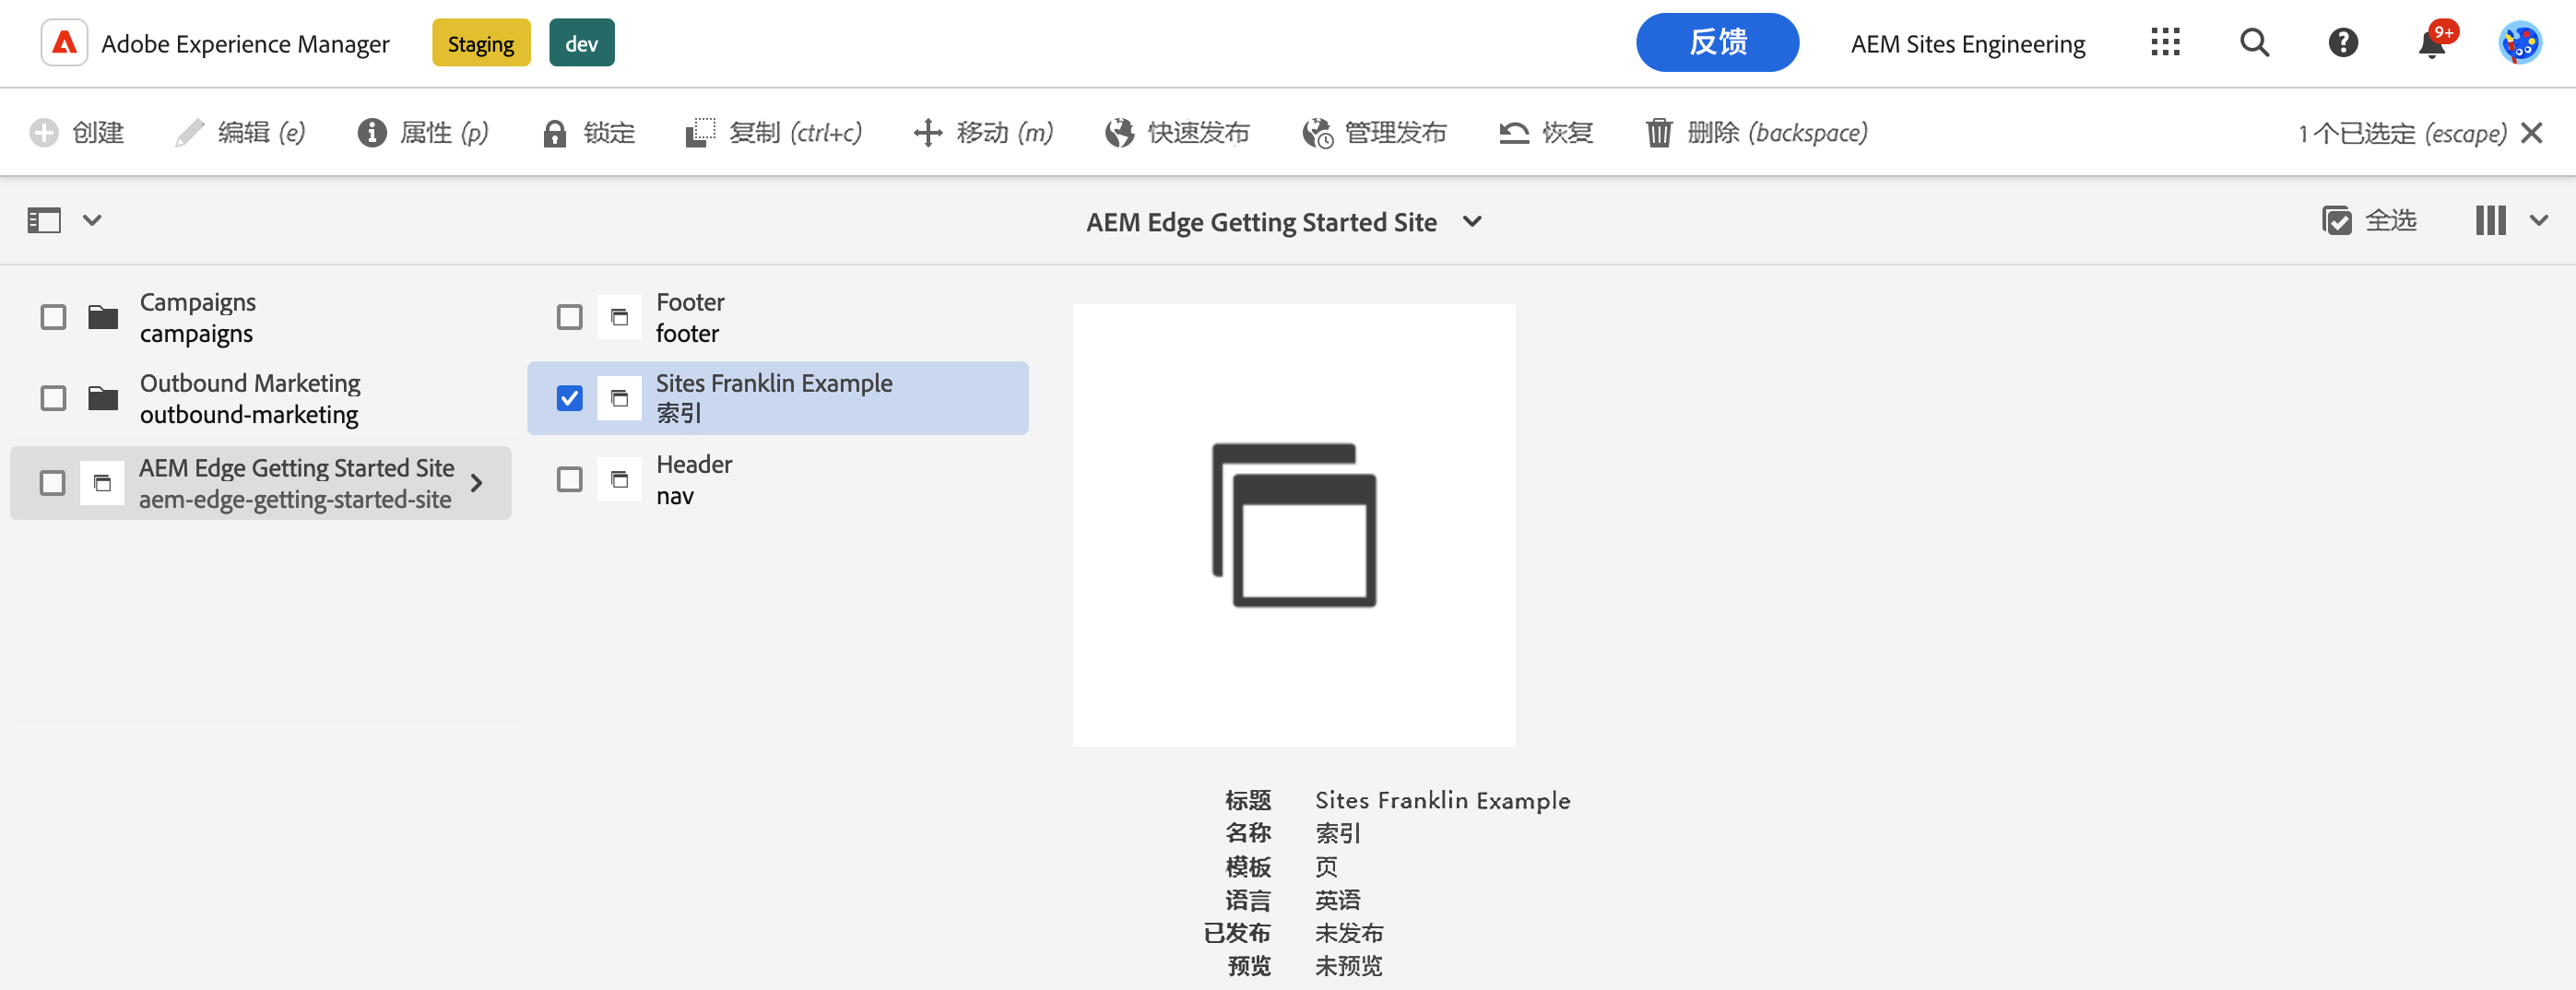 Adobe Experience Manager Staging dev 反馈 AEM Sites Engineering 9+
创建 编辑 (e) 属性 (p) 锁定 复制 (ctrl+c) 移动 (m) 快速发布 管理发布 恢复 删除 (backspace) 1 个已选定 (escape)
AEM Edge Getting Started Site 全选
Campaigns
campaigns
Outbound Marketing
outbound-marketing
AEM Edge Getting Started Site
aem-edge-getting-started-site
Footer
footer
Sites Franklin Example
索引
Header
nav
标题 Sites Franklin Example
名称 索引
模板 页
语言 英语
已发布 未发布
预览 未预览